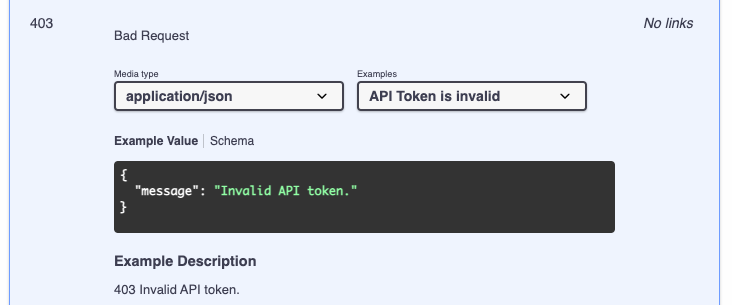 403
No links
Bad Request
Media type
Examples
application/json
API Token is invalid
Example Value
Schema
{
  "message": "Invalid API token."
}
Example Description
403 Invalid API token.